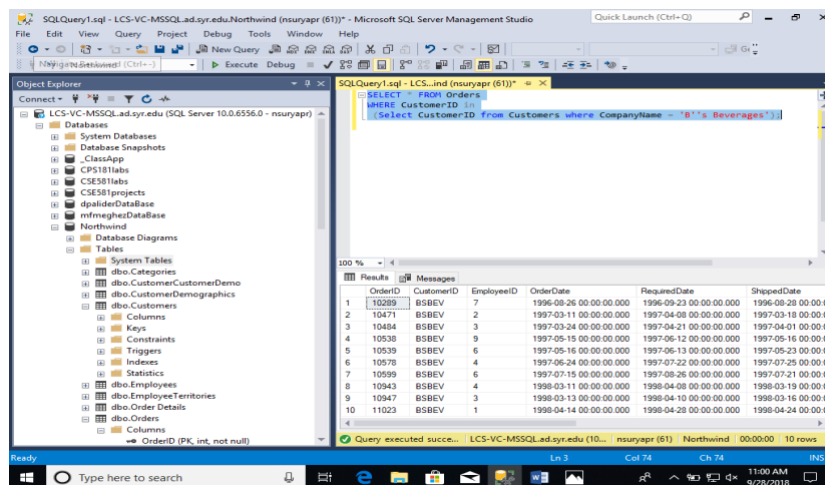 SQLQuery1.sql - LCS-VC-MSSQL.ad.syr.edu.Northwind (nsuryapr (61))* - Microsoft SQL Server Management Studio
Quick Launch (Ctrl+Q)
File Edit View Query Project Debug Tools Window Help
New Query
Navigate Backward (Ctrl+-)
Execute Debug
Object Explorer
Connect
LCS-VC-MSSQL.ad.syr.edu (SQL Server 10.0.6556.0 - nsuryapr)
Databases
System Databases
Database Snapshots
_ClassApp
CPS181labs
CSE581labs
CSE581projects
dpaliderDataBase
mfmeghezDataBase
Northwind
Database Diagrams
Tables
System Tables
dbo.Categories
dbo.CustomerCustomerDemo
dbo.CustomerDemographics
dbo.Customers
Columns
Keys
Constraints
Triggers
Indexes
Statistics
dbo.Employees
dbo.EmployeeTerritories
dbo.Order Details
dbo.Orders
Columns
OrderID (PK, int, not null)
SQLQuery1.sql - LCS...ind (nsuryapr (61))*
SELECT * FROM Orders
WHERE CustomerID in
(Select CustomerID from Customers where CompanyName = 'B''s Beverages');
100 %
Results Messages
OrderID CustomerID EmployeeID OrderDate RequiredDate ShippedDate
1 10289 BSBEV 7 1996-08-26 00:00:00.000 1996-09-23 00:00:00.000 1996-08-28 00:00:
2 10471 BSBEV 2 1997-03-11 00:00:00.000 1997-04-08 00:00:00.000 1997-03-18 00:00:
3 10484 BSBEV 3 1997-03-24 00:00:00.000 1997-04-21 00:00:00.000 1997-04-01 00:00:
4 10538 BSBEV 9 1997-05-15 00:00:00.000 1997-06-12 00:00:00.000 1997-05-16 00:00:
5 10539 BSBEV 6 1997-05-16 00:00:00.000 1997-06-13 00:00:00.000 1997-05-23 00:00:
6 10578 BSBEV 4 1997-06-24 00:00:00.000 1997-07-22 00:00:00.000 1997-07-25 00:00:
7 10599 BSBEV 6 1997-07-15 00:00:00.000 1997-08-26 00:00:00.000 1997-07-21 00:00:
8 10943 BSBEV 4 1998-03-11 00:00:00.000 1998-04-08 00:00:00.000 1998-03-19 00:00:
9 10947 BSBEV 3 1998-03-13 00:00:00.000 1998-04-10 00:00:00.000 1998-03-16 00:00:
10 11023 BSBEV 1 1998-04-14 00:00:00.000 1998-04-28 00:00:00.000 1998-04-24 00:00:
Query executed succe... LCS-VC-MSSQL.ad.syr.edu (10... nsuryapr (61) Northwind 00:00:00 10 rows
Ready Ln 3 Col 74 Ch 74 INS
Type here to search
11:00 AM
9/28/2018